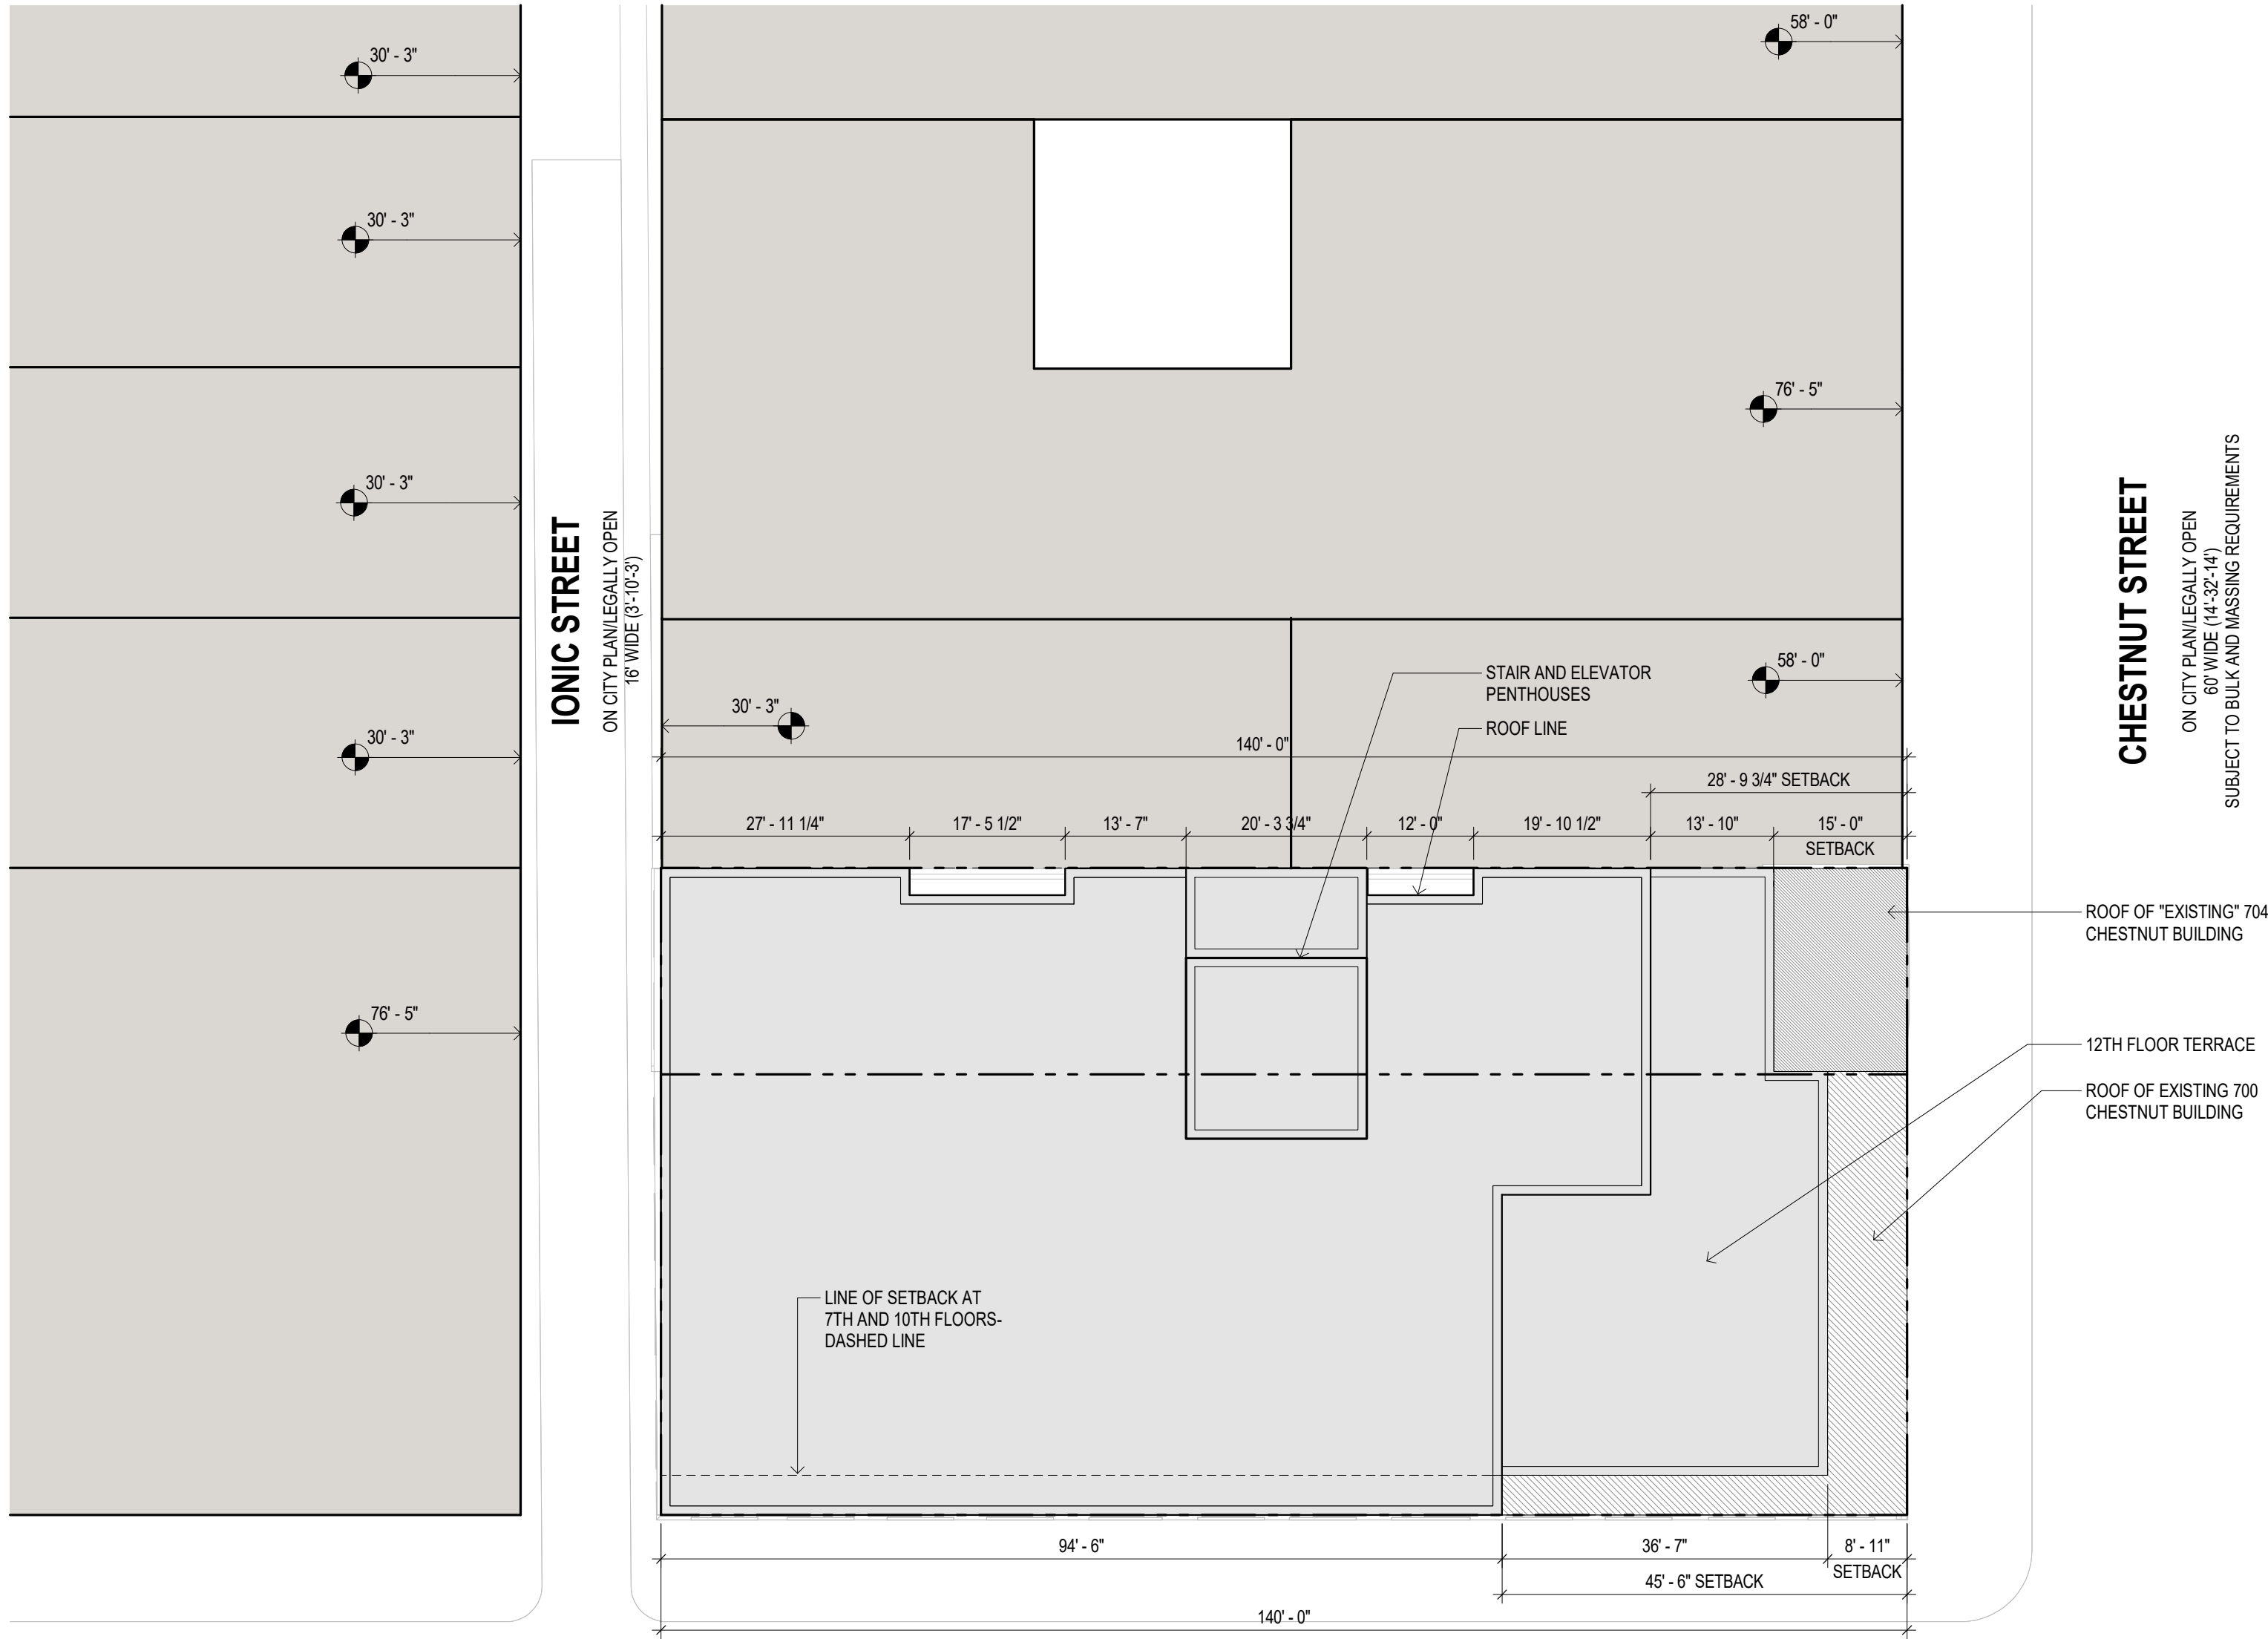 58' - 0"
30' - 3"
30' - 3"
76' - 5"
30' - 3"
IONIC STREET
ON CITY PLAN/LEGALLY OPEN
16' WIDE (3'-10'-3')
CHESTNUT STREET
ON CITY PLAN/LEGALLY OPEN
60' WIDE (14'-32'-14')
SUBJECT TO BULK AND MASSING REQUIREMENTS
STAIR AND ELEVATOR
PENTHOUSES
58' - 0"
30' - 3"
ROOF LINE
30' - 3"
140' - 0"
28' - 9 3/4" SETBACK
27' - 11 1/4"
17' - 5 1/2"
13' - 7"
20' - 3 3/4"
12' - 0"
19' - 10 1/2"
13' - 10"
15' - 0"
SETBACK
ROOF OF "EXISTING" 704
CHESTNUT BUILDING
76' - 5"
12TH FLOOR TERRACE
ROOF OF EXISTING 700
CHESTNUT BUILDING
LINE OF SETBACK AT
7TH AND 10TH FLOORS-
DASHED LINE
94' - 6"
36' - 7"
8' - 11"
SETBACK
45' - 6" SETBACK
140' - 0"